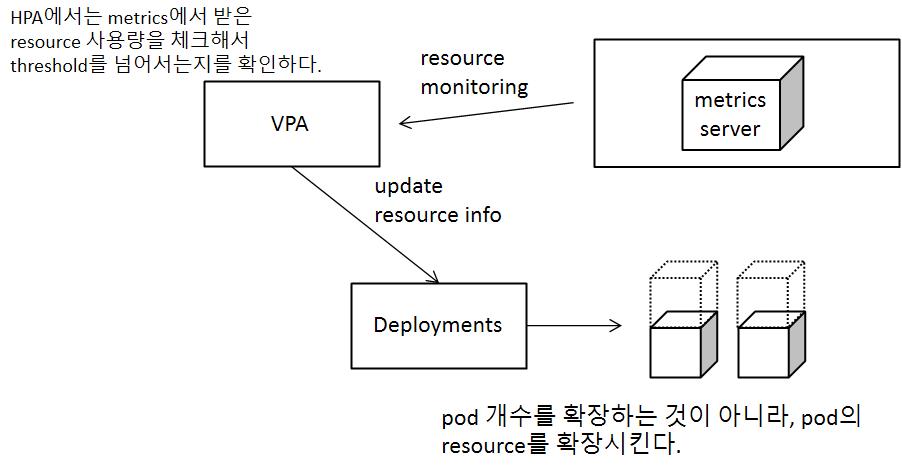 HPA에서는 metrics에서 받은
resource 사용량을 체크해서
threshold를 넘어서는지를 확인하다.
resource
monitoring
metrics
server
VPA
update
resource info
Deployments
pod 개수를 확장하는 것이 아니라, pod의
resource를 확장시킨다.